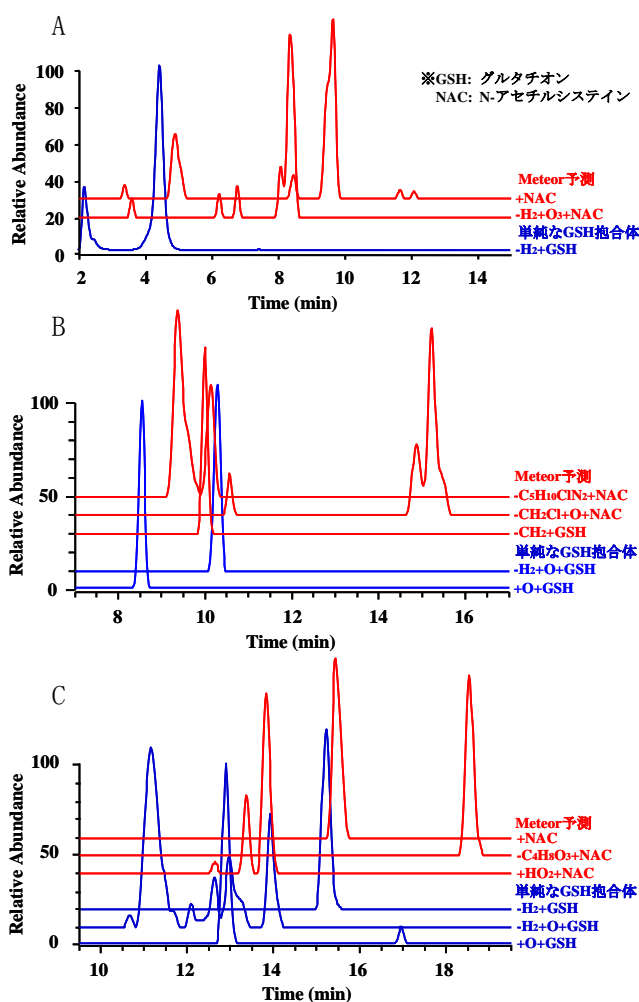 A
※GSH: グルタチオン
NAC: N-アセチルシステイン
Relative Abundance
100
80
60
40
20
0
Meteor予測
+NAC
-H₂+O₃+NAC
単純なGSH抱合体
-H₂+GSH
2 4 6 8 10 12 14
Time (min)
B
Relative Abundance
100
50
0
Meteor予測
-C₅H₁₀ClN₂+NAC
-CH₂Cl+O+NAC
-CH₂+GSH
単純なGSH抱合体
-H₂+O+GSH
+O+GSH
8 10 12 14 16
Time (min)
C
Relative Abundance
100
50
0
Meteor予測
+NAC
-C₄H₈O₃+NAC
+HO₂+NAC
単純なGSH抱合体
-H₂+GSH
-H₂+O+GSH
+O+GSH
10 12 14 16 18
Time (min)